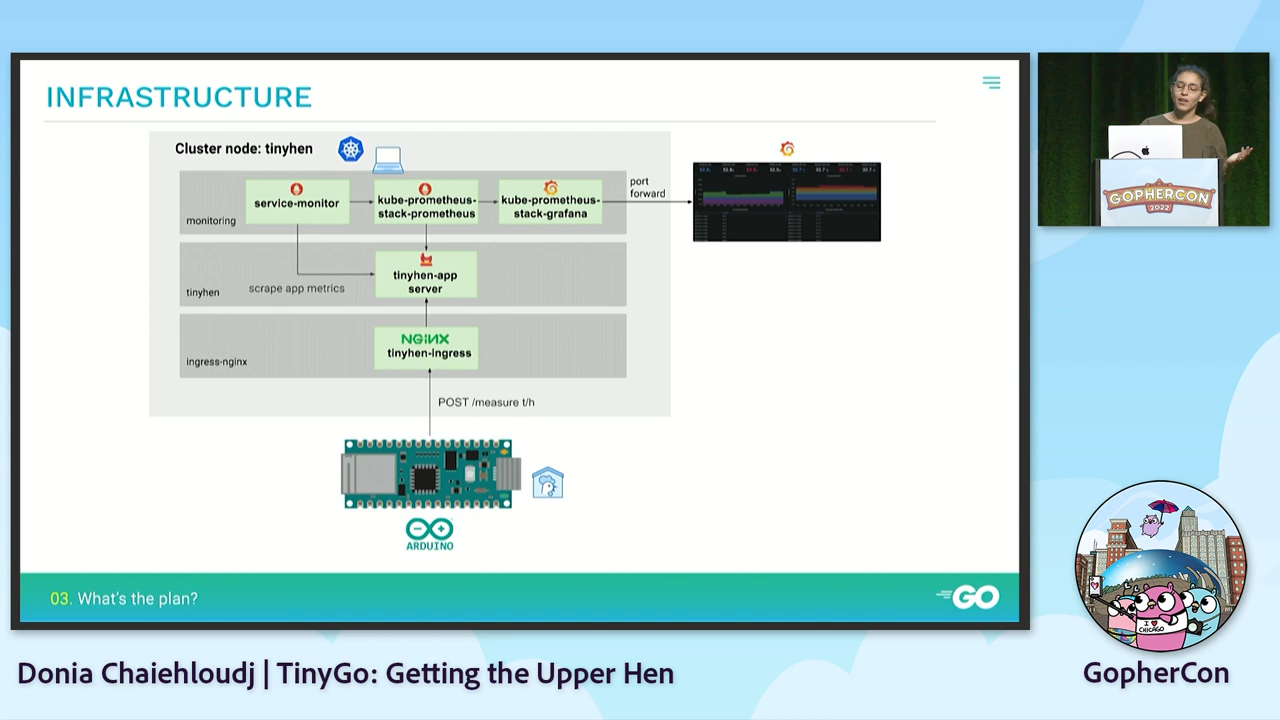 INFRASTRUCTURE
Cluster node: tinyhen
monitoring
service-monitor
kube-prometheus-
stack-prometheus
kube-prometheus-
stack-grafana
port
forward
tinyhen
scrape app metrics
tinyhen-app
server
ingress-nginx
NGINX
tinyhen-ingress
POST /measure t/h
ARDUINO
03. What's the plan?
GO
GOPHERCON
2022
I ♥
CHICAGO
Donia Chaiehloudj | TinyGo: Getting the Upper Hen
GopherCon